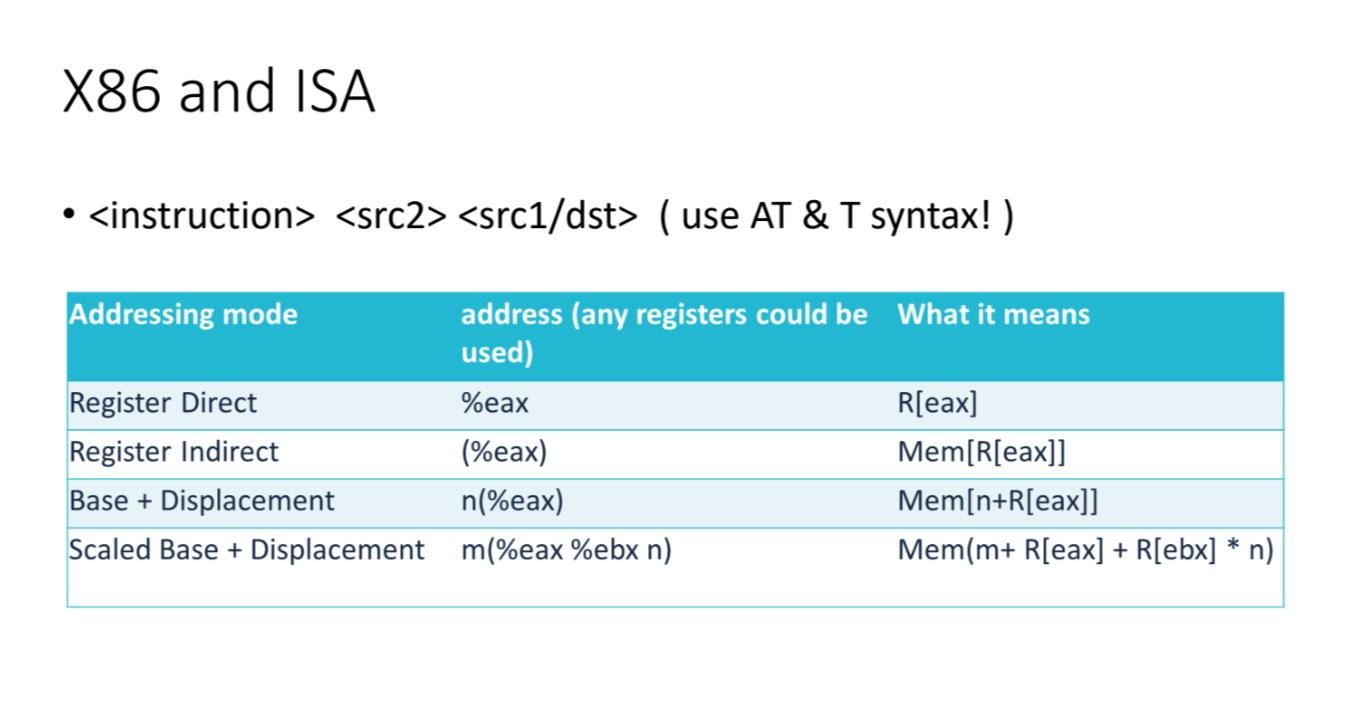 X86 and ISA
• <instruction>  <src2> <src1/dst>  ( use AT & T syntax! )
Addressing mode address (any registers could be used) What it means
Register Direct %eax R[eax]
Register Indirect (%eax) Mem[R[eax]]
Base + Displacement n(%eax) Mem[n+R[eax]]
Scaled Base + Displacement m(%eax %ebx n) Mem(m+ R[eax] + R[ebx] * n)